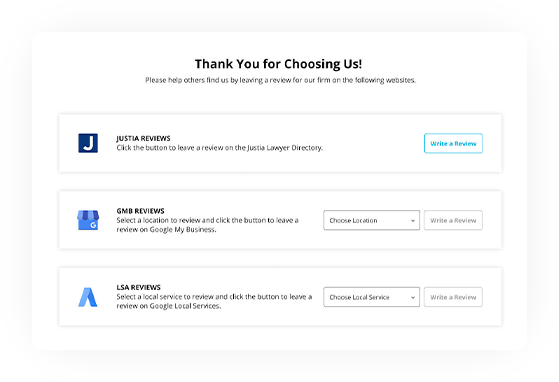 Thank You for Choosing Us!
Please help others find us by leaving a review for our firm on the following websites.
J
JUSTIA REVIEWS
Click the button to leave a review on the Justia Lawyer Directory.
Write a Review
G
GMB REVIEWS
Select a location to review and click the button to leave a
review on Google My Business.
Choose Location
Write a Review
LSA REVIEWS
Select a local service to review and click the button to leave a
review on Google Local Services.
Choose Local Service
Write a Review